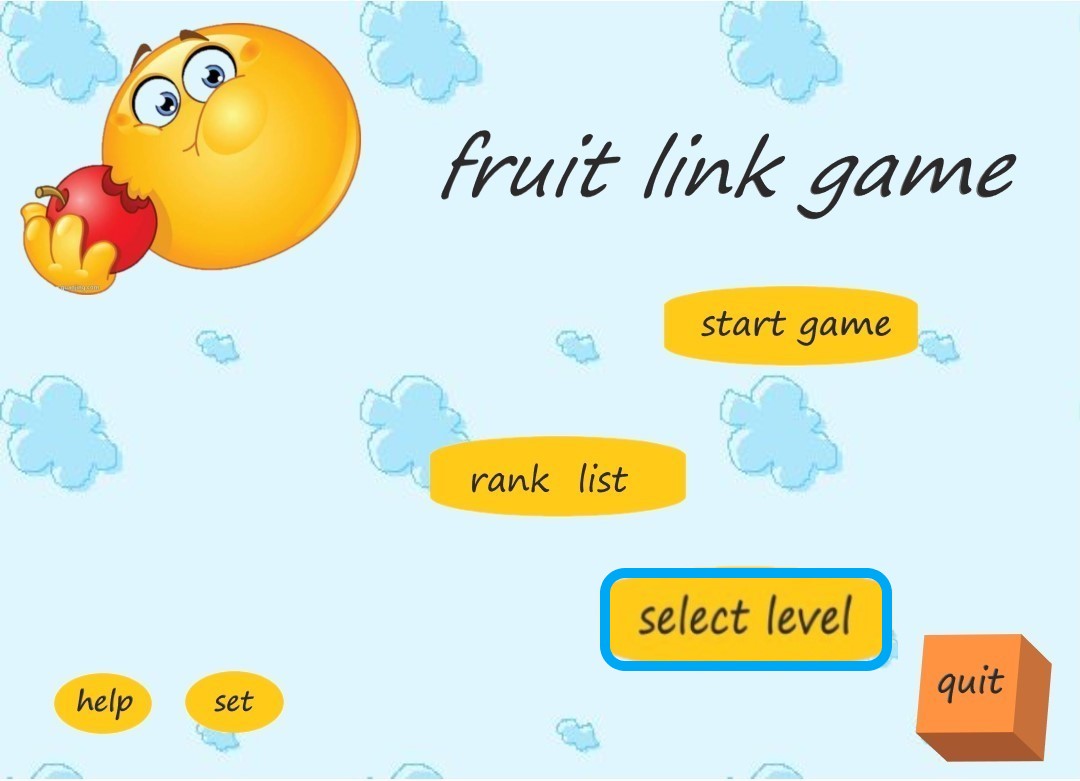 fruit link game
start game
rank list
select level
help
set
quit